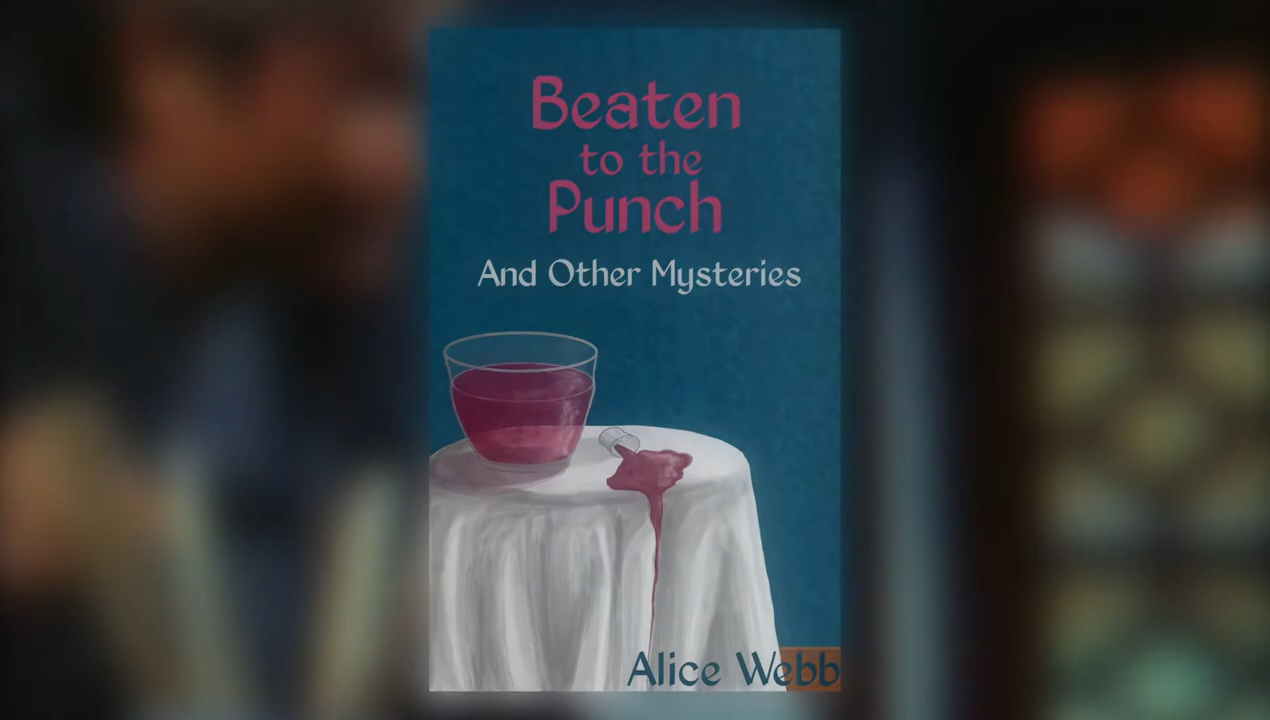 Beaten
to the
Punch
And Other Mysteries
Alice Webb